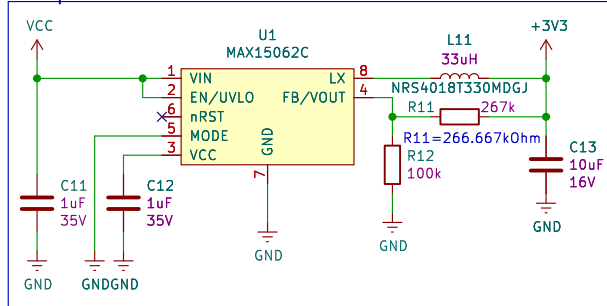 VCC
U1
MAX15062C
L11
33uH
+3V3
1 VIN LX 8
NRS4018T330MDGJ
2 EN/UVLO FB/VOUT 4
6 nRST
R11 267k
5 MODE
R11=266.667kOhm
3 VCC GND
R12
100k
C13
10uF
16V
7
C11
1uF
35V
C12
1uF
35V
GND
GND
GND
GND
GND
GND